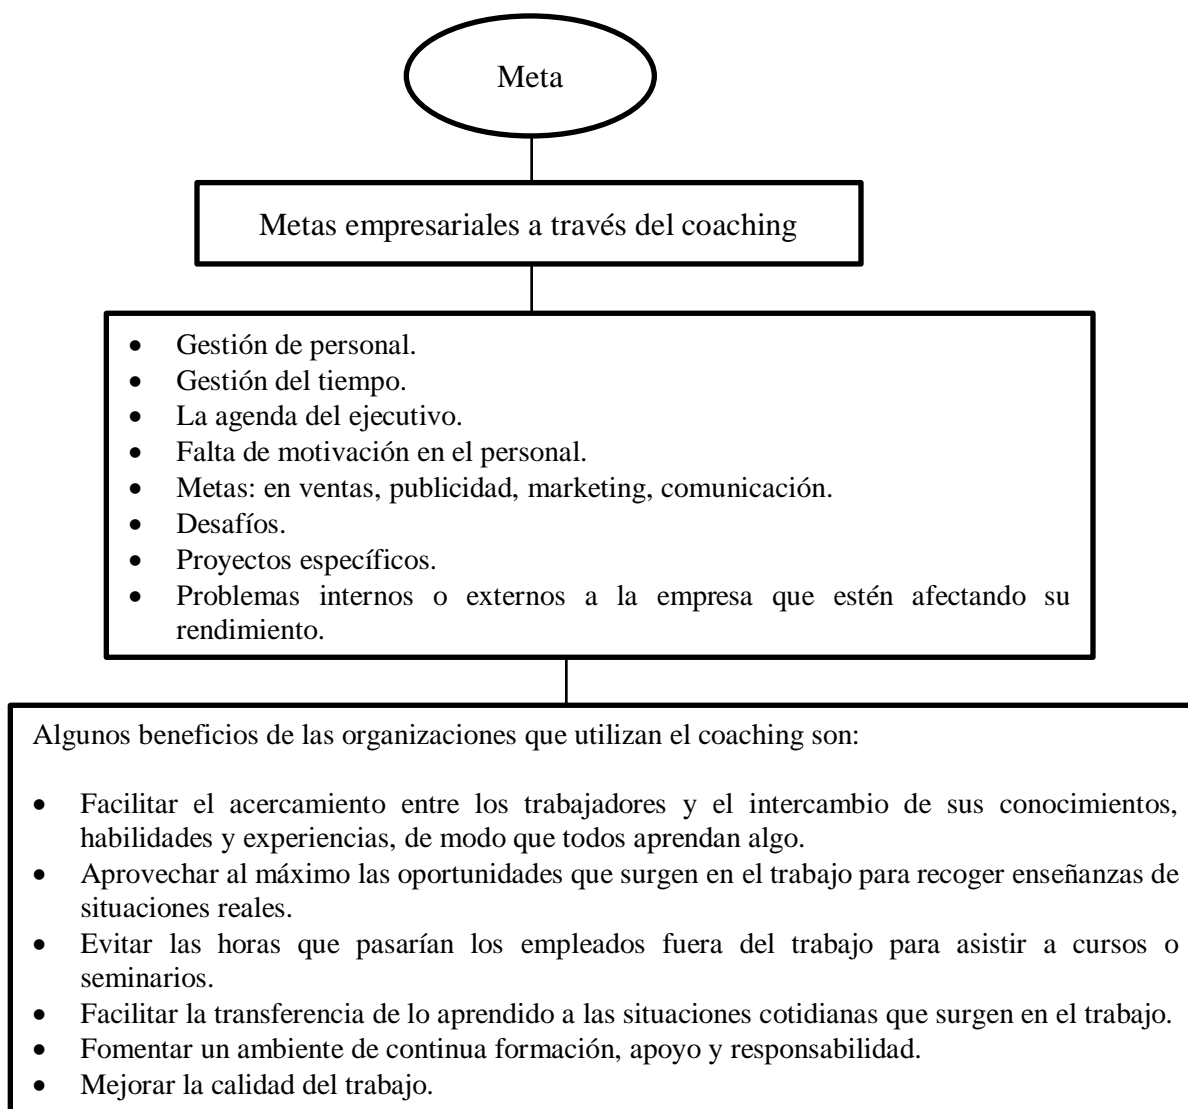 Meta
Metas empresariales a través del coaching
• Gestión de personal.
• Gestión del tiempo.
• La agenda del ejecutivo.
• Falta de motivación en el personal.
• Metas: en ventas, publicidad, marketing, comunicación.
• Desafíos.
• Proyectos específicos.
• Problemas internos o externos a la empresa que estén afectando su
rendimiento.
Algunos beneficios de las organizaciones que utilizan el coaching son:
• Facilitar el acercamiento entre los trabajadores y el intercambio de sus conocimientos,
habilidades y experiencias, de modo que todos aprendan algo.
• Aprovechar al máximo las oportunidades que surgen en el trabajo para recoger enseñanzas de
situaciones reales.
• Evitar las horas que pasarían los empleados fuera del trabajo para asistir a cursos o
seminarios.
• Facilitar la transferencia de lo aprendido a las situaciones cotidianas que surgen en el trabajo.
• Fomentar un ambiente de continua formación, apoyo y responsabilidad.
• Mejorar la calidad del trabajo.